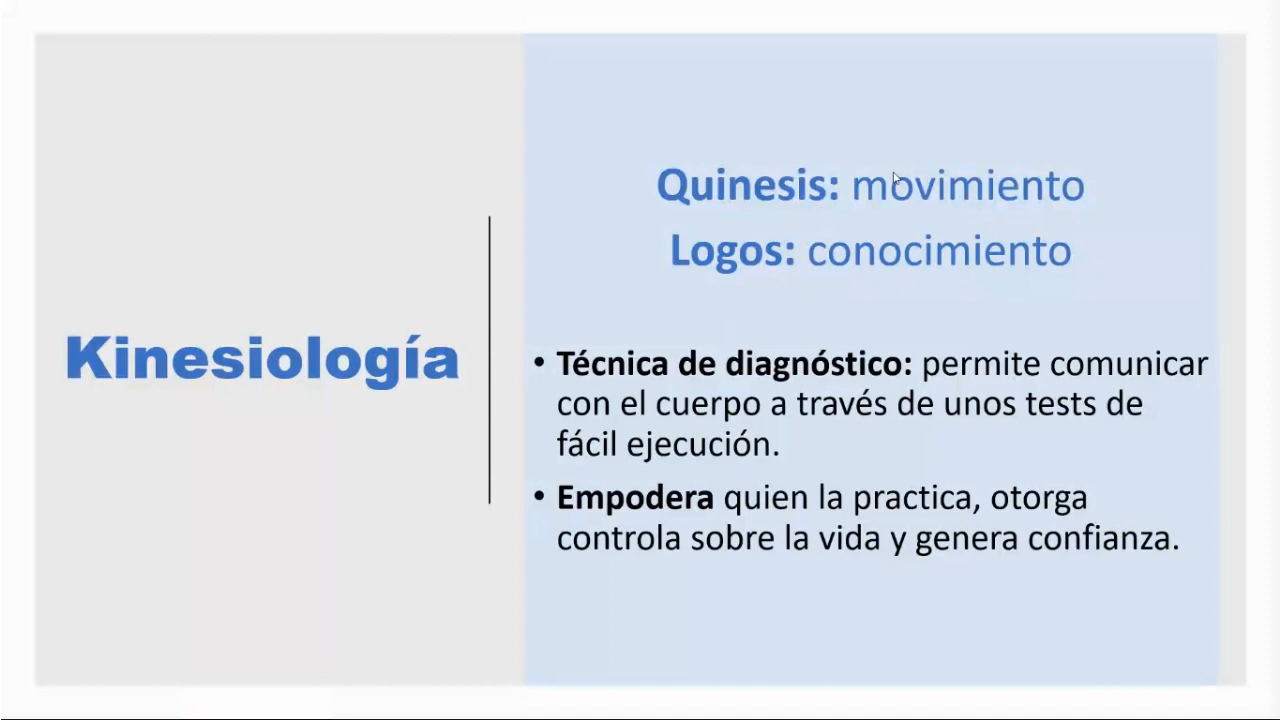 Kinesiología
Quinesis: movimiento
Logos: conocimiento
• Técnica de diagnóstico: permite comunicar
con el cuerpo a través de unos tests de
fácil ejecución.
• Empodera quien la practica, otorga
controla sobre la vida y genera confianza.